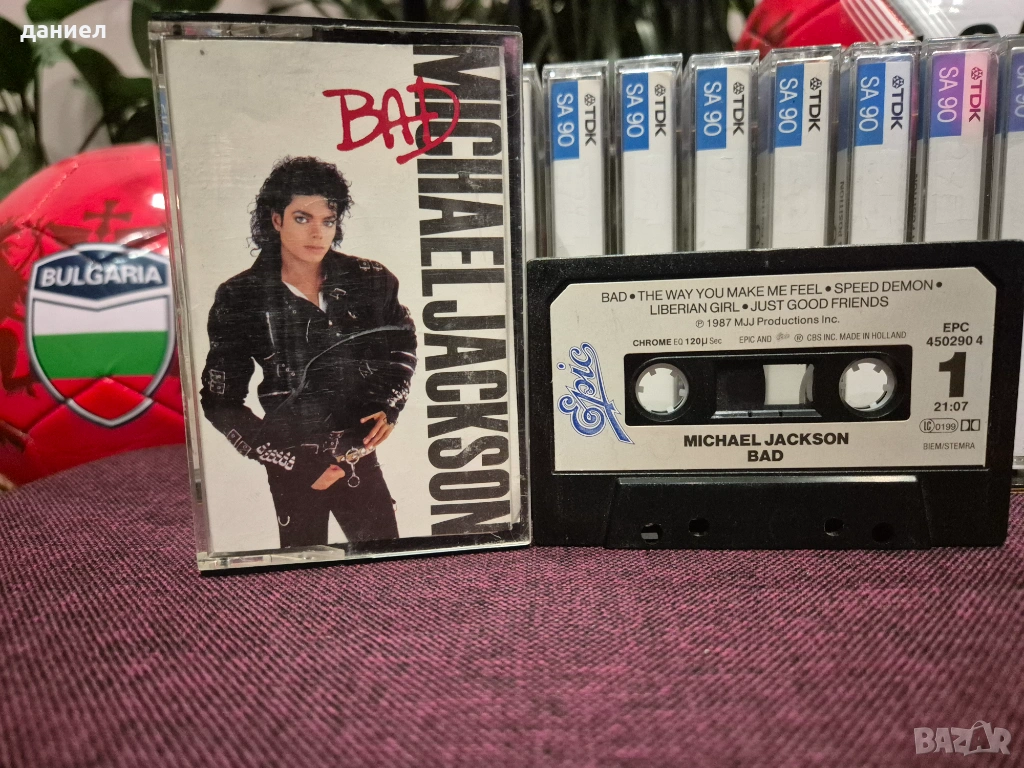 даниел
BULGARIA
BAD
MICHAEL JACKSON
TDK
SA 90
TDK
SA 90
TDK
SA 90
TDK
SA 90
TDK
SA 90
TDK
SA 90
BAD • THE WAY YOU MAKE ME FEEL • SPEED DEMON •
LIBERIAN GIRL • JUST GOOD FRIENDS
℗ 1987 MJJ Productions Inc.
CHROME EQ 120µ Sec EPIC AND Epic ® CBS INC. MADE IN HOLLAND
EPC
450290 4
1
21:07
LC 0199
BIEM/STEMRA
Epic
MICHAEL JACKSON
BAD
BAZAR